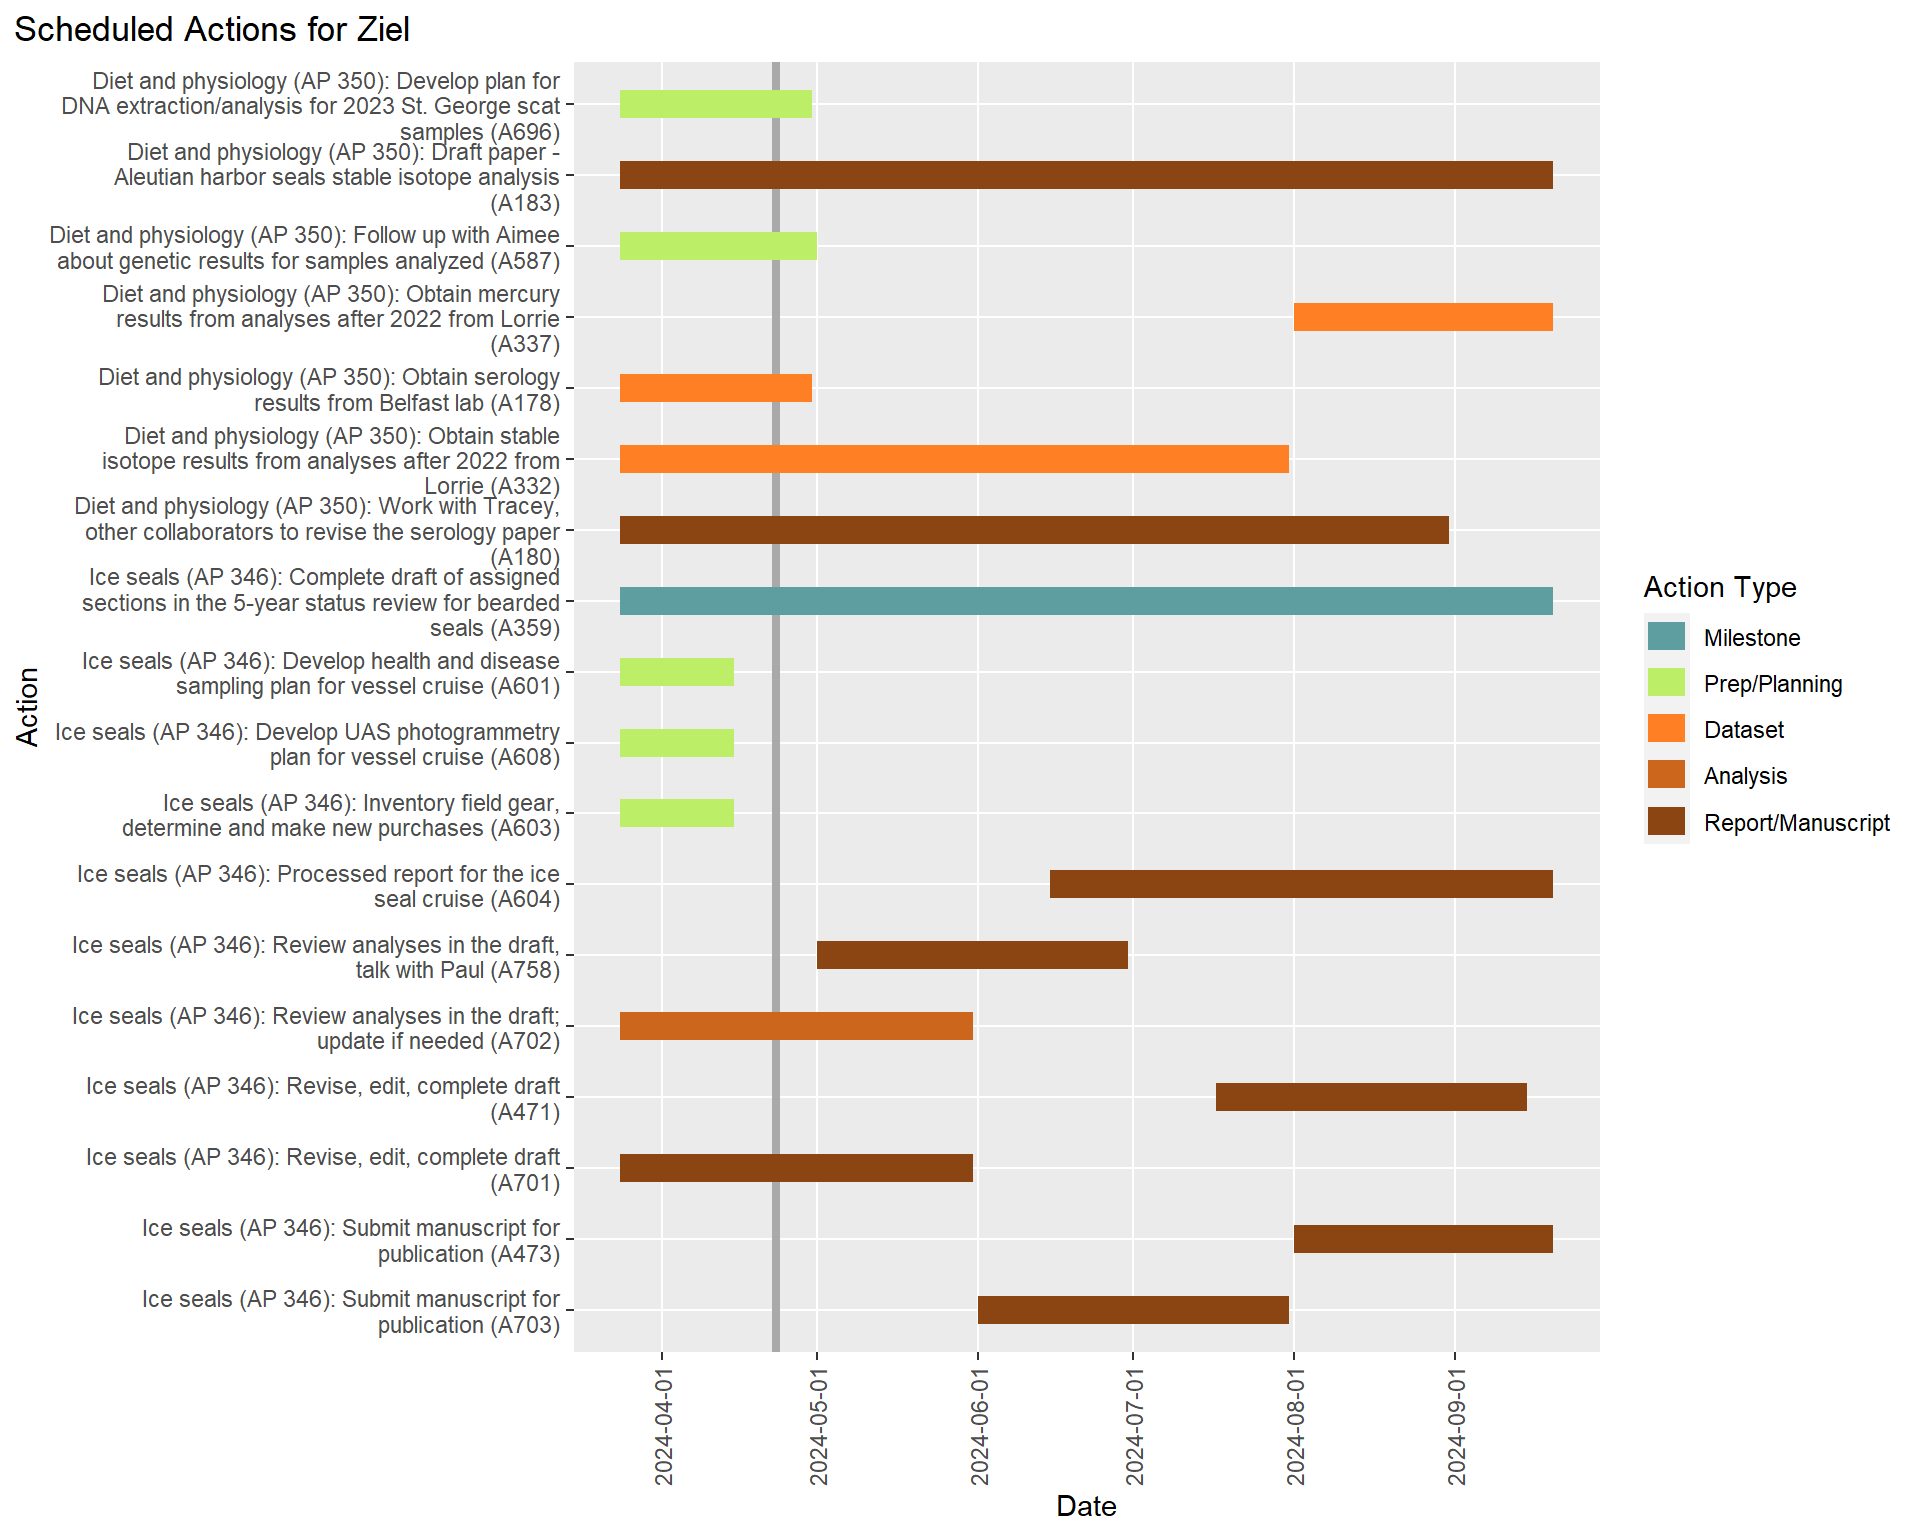 Scheduled Actions for Ziel
Diet and physiology (AP 350): Develop plan for
DNA extraction/analysis for 2023 St. George scat
samples (A696)
Diet and physiology (AP 350): Draft paper -
Aleutian harbor seals stable isotope analysis
(A183)
Diet and physiology (AP 350): Follow up with Aimee
about genetic results for samples analyzed (A587)
Diet and physiology (AP 350): Obtain mercury
results from analyses after 2022 from Lorrie
(A337)
Diet and physiology (AP 350): Obtain serology
results from Belfast lab (A178)
Diet and physiology (AP 350): Obtain stable
isotope results from analyses after 2022 from
Lorrie (A332)
Diet and physiology (AP 350): Work with Tracey,
other collaborators to revise the serology paper
(A180)
Ice seals (AP 346): Complete draft of assigned
sections in the 5-year status review for bearded
seals (A359)
Ice seals (AP 346): Develop health and disease
sampling plan for vessel cruise (A601)
Ice seals (AP 346): Develop UAS photogrammetry
plan for vessel cruise (A608)
Ice seals (AP 346): Inventory field gear,
determine and make new purchases (A603)
Ice seals (AP 346): Processed report for the ice
seal cruise (A604)
Ice seals (AP 346): Review analyses in the draft,
talk with Paul (A758)
Ice seals (AP 346): Review analyses in the draft;
update if needed (A702)
Ice seals (AP 346): Revise, edit, complete draft
(A471)
Ice seals (AP 346): Revise, edit, complete draft
(A701)
Ice seals (AP 346): Submit manuscript for
publication (A473)
Ice seals (AP 346): Submit manuscript for
publication (A703)
Action
2024-04-01
2024-05-01
2024-06-01
2024-07-01
2024-08-01
2024-09-01
Date
Action Type
Milestone
Prep/Planning
Dataset
Analysis
Report/Manuscript